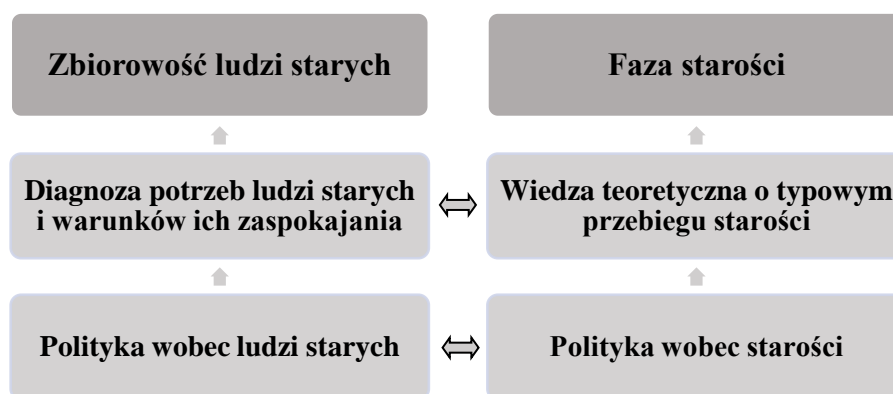 Zbiorowość ludzi starych
Faza starości
Diagnoza potrzeb ludzi starych
i warunków ich zaspokajania
Wiedza teoretyczna o typowym
przebiegu starości
Polityka wobec ludzi starych
Polityka wobec starości